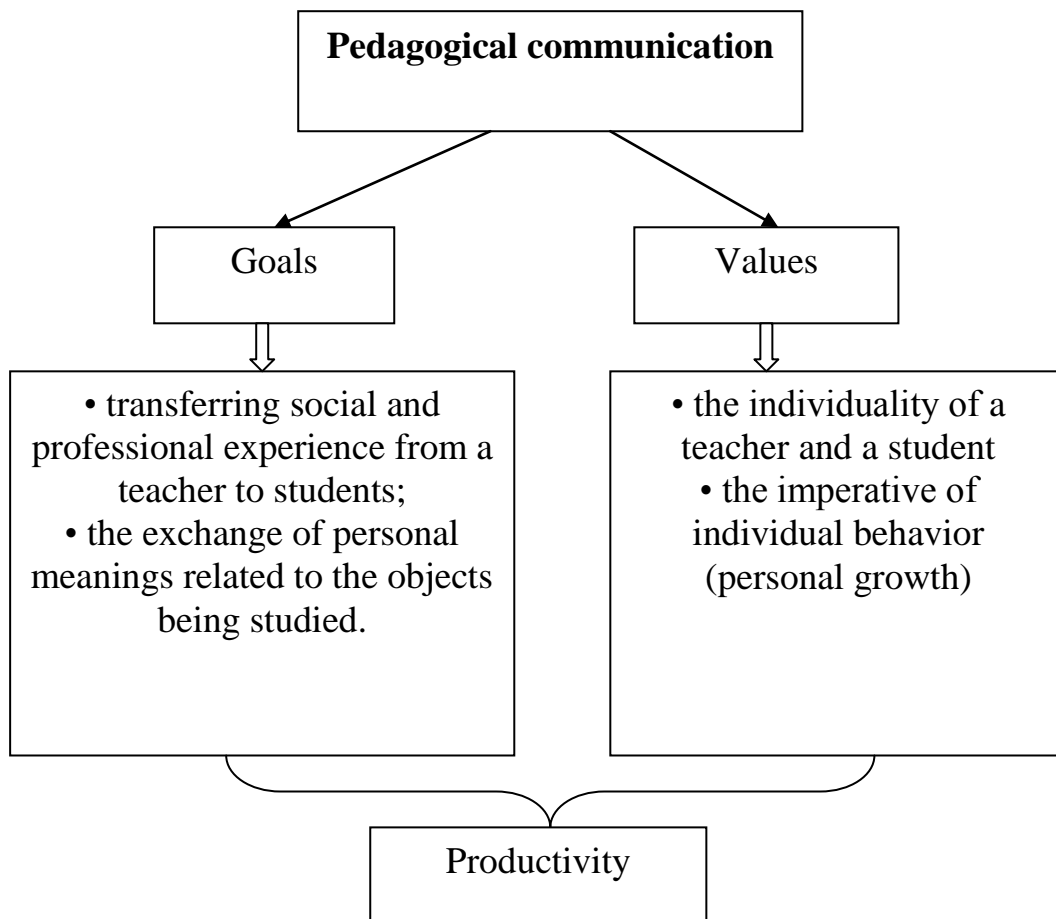 Pedagogical communication
Goals
Values
• transferring social and
professional experience from a
teacher to students;
• the exchange of personal
meanings related to the objects
being studied.
• the individuality of a
teacher and a student
• the imperative of
individual behavior
(personal growth)
Productivity